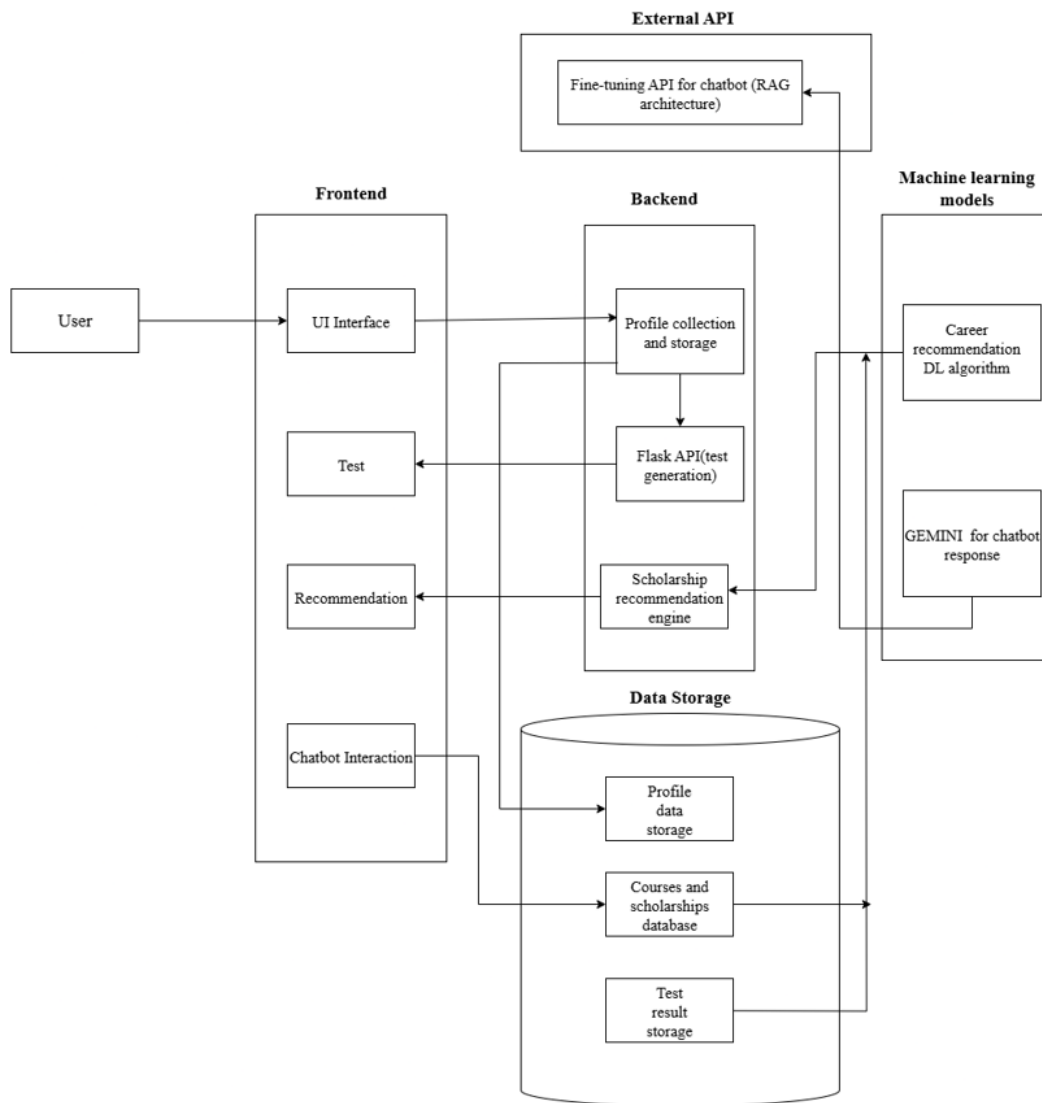 External API
Fine-tuning API for chatbot (RAG
architecture)
Frontend
Backend
Machine learning
models
User
UI Interface
Profile collection
and storage
Career
recommendation
DL algorithm
Test
Flask API(test
generation)
GEMINI for chatbot
response
Recommendation
Scholarship
recommendation
engine
Data Storage
Chatbot Interaction
Profile
data
storage
Courses and
scholarships
database
Test
result
storage